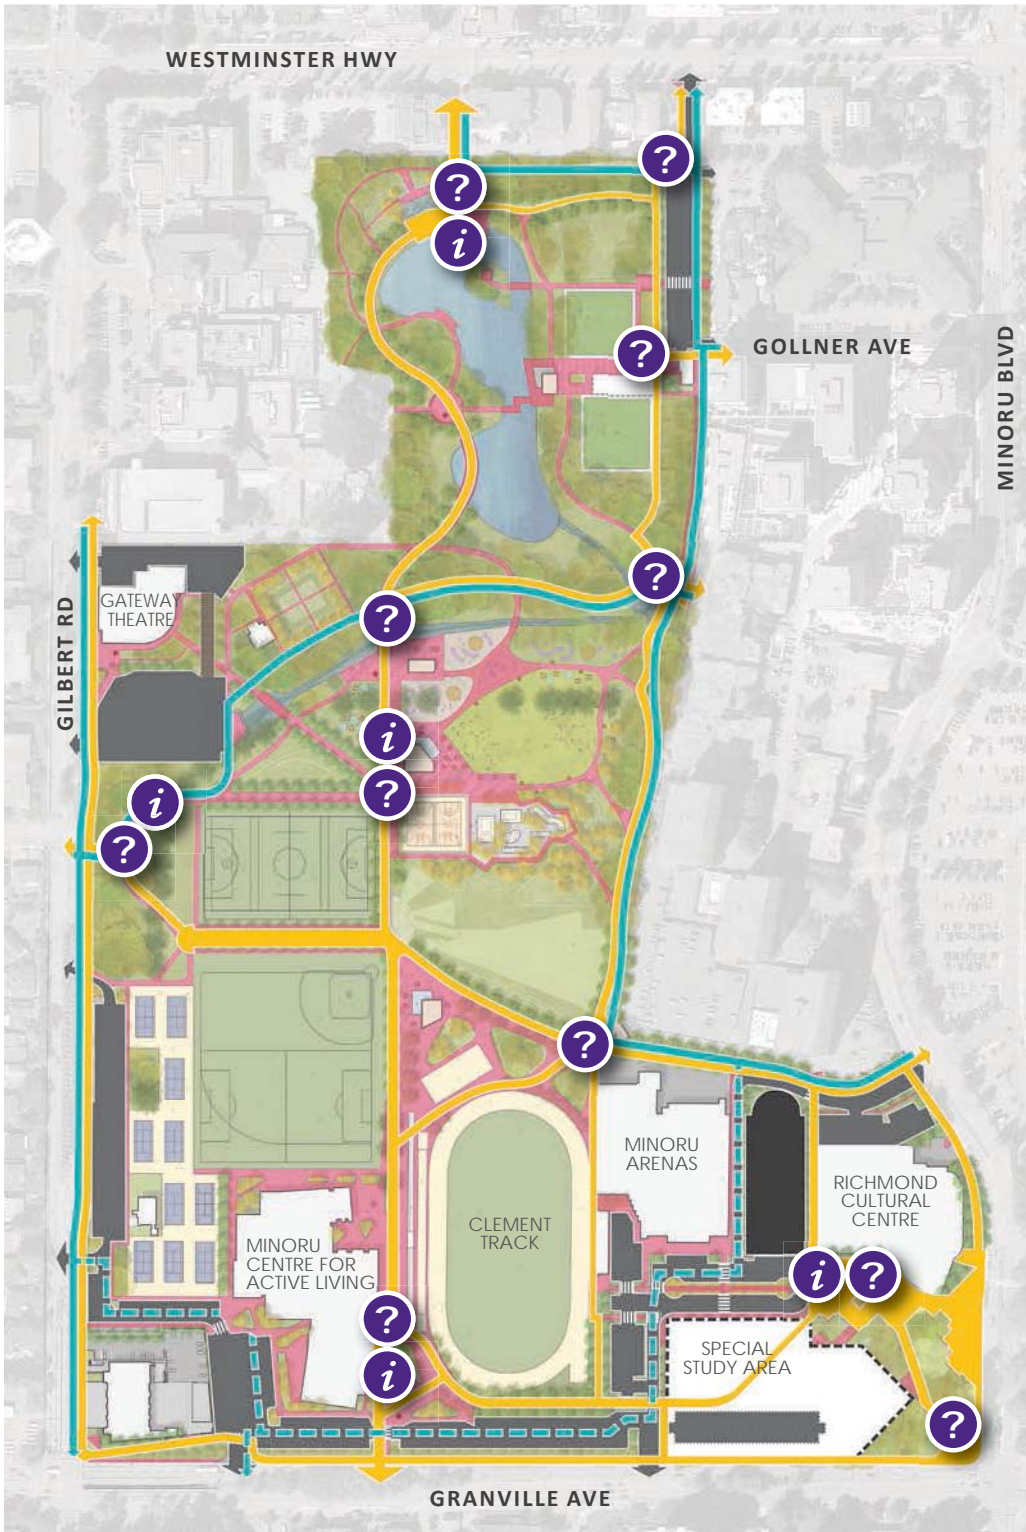 WESTMINSTER HWY
?
?
i
?
GOLLNER AVE
MINORU BLVD
?
GATEWAY
THEATRE
?
GILBERT RD
i
?
i
?
?
MINORU
ARENAS
RICHMOND
CULTURAL
CENTRE
CLEMENT
TRACK
MINORU
CENTRE FOR
ACTIVE LIVING
i
?
?
SPECIAL
STUDY AREA
i
?
GRANVILLE AVE